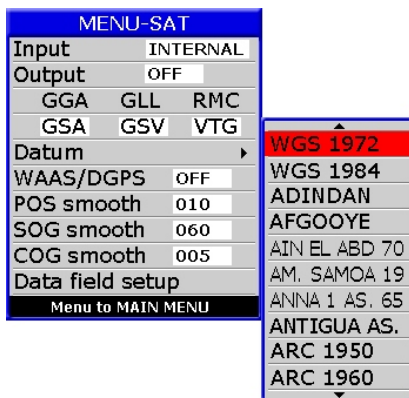 MENU-SAT
Input INTERNAL
Output OFF
GGA GLL RMC
GSA GSV VTG
Datum
WAAS/DGPS OFF
POS smooth 010
SOG smooth 060
COG smooth 005
Data field setup
Menu to MAIN MENU
WGS 1972
WGS 1984
ADINDAN
AFGOOYE
AIN EL ABD 70
AM. SAMOA 19
ANNA 1 AS. 65
ANTIGUA AS.
ARC 1950
ARC 1960